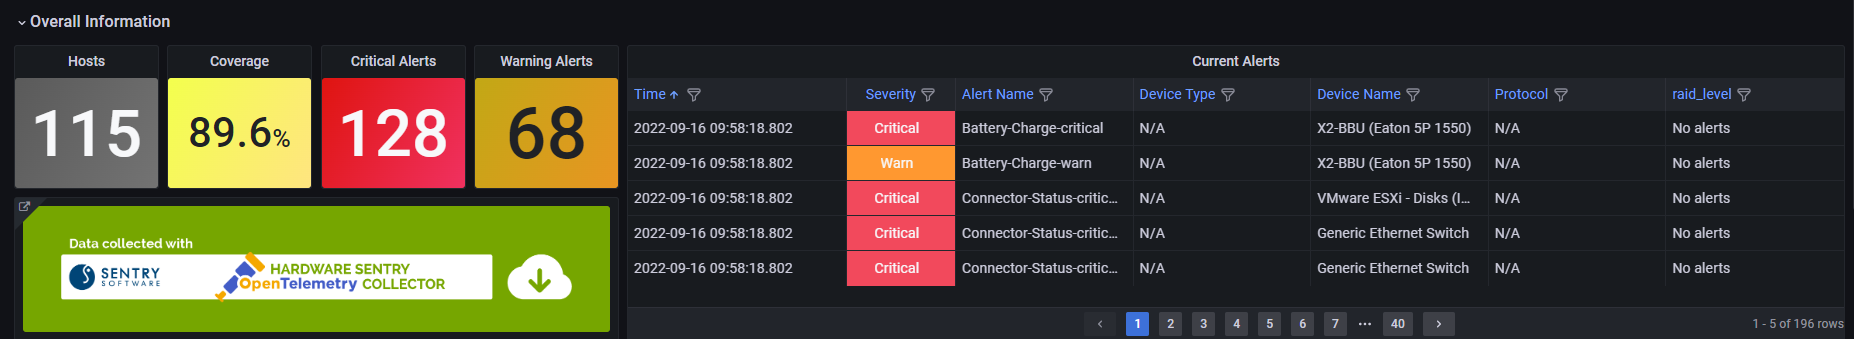 Overall Information
Hosts Coverage Critical Alerts Warning Alerts Current Alerts
115 89.6% 128 68
Time Severity Alert Name Device Type Device Name Protocol raid_level
2022-09-16 09:58:18.802 Critical Battery-Charge-critical N/A X2-BBU (Eaton 5P 1550) N/A No alerts
2022-09-16 09:58:18.802 Warn Battery-Charge-warn N/A X2-BBU (Eaton 5P 1550) N/A No alerts
2022-09-16 09:58:18.802 Critical Connector-Status-critic... N/A VMware ESXi - Disks (I... N/A No alerts
2022-09-16 09:58:18.802 Critical Connector-Status-critic... N/A Generic Ethernet Switch N/A No alerts
2022-09-16 09:58:18.802 Critical Connector-Status-critic... N/A Generic Ethernet Switch N/A No alerts
Data collected with
SENTRY SOFTWARE
HARDWARE SENTRY
OpenTelemetry COLLECTOR
1 2 3 4 5 6 7 ... 40
1 - 5 of 196 rows